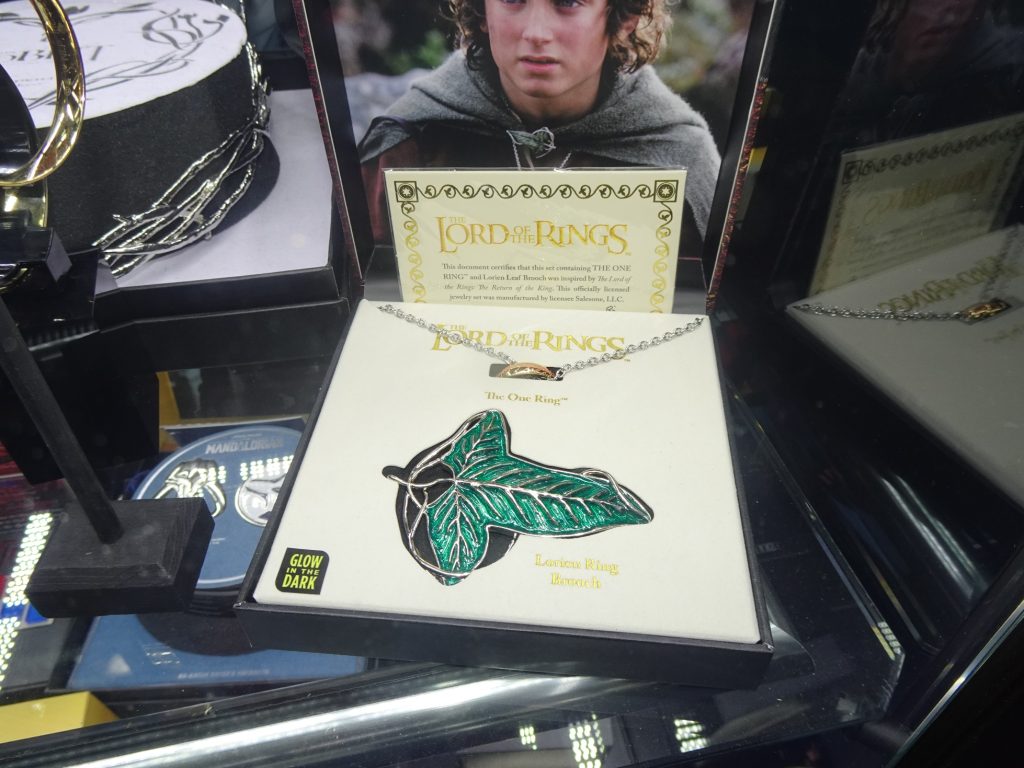 THE
LORD OF THE RINGS™
This document certifies that this set containing THE ONE
RING™ and Lorien Leaf Brooch was inspired by The Lord of
the Rings: The Return of the King. This officially licensed
jewelry set was manufactured by licensee Salesone, LLC.
THE
LORD OF THE RINGS™
The One Ring™
Lorien Ring
Brooch
GLOW
IN THE
DARK
MANDALORIAN